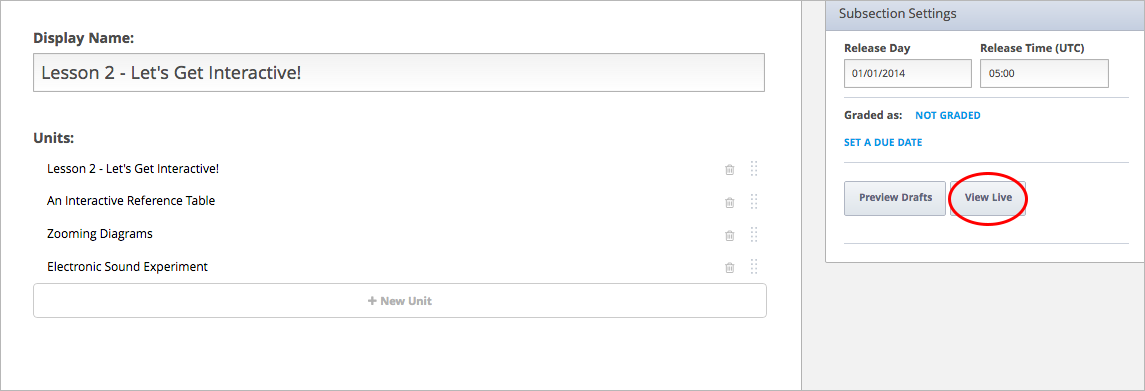 Display Name:
Lesson 2 - Let's Get Interactive!
Units:
Lesson 2 - Let's Get Interactive!
An Interactive Reference Table
Zooming Diagrams
Electronic Sound Experiment
+ New Unit
Subsection Settings
Release Day Release Time (UTC)
01/01/2014 05:00
Graded as: NOT GRADED
SET A DUE DATE
Preview Drafts View Live